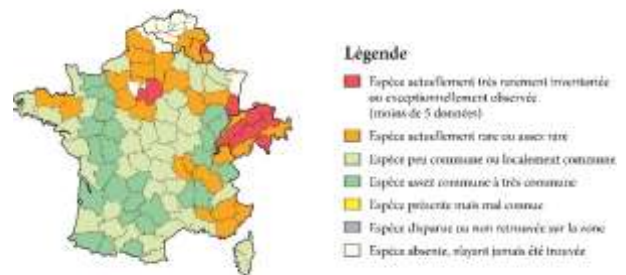 Légende
Espèce actuellement très rarement inventoriée
ou exceptionnellement observée
(moins de 5 données)
Espèce actuellement rare ou assez rare
Espèce peu commune ou localement commune
Espèce assez commune à très commune
Espèce présente mais mal connue
Espèce disparue ou non retrouvée sur la zone
Espèce absente, n'ayant jamais été trouvée